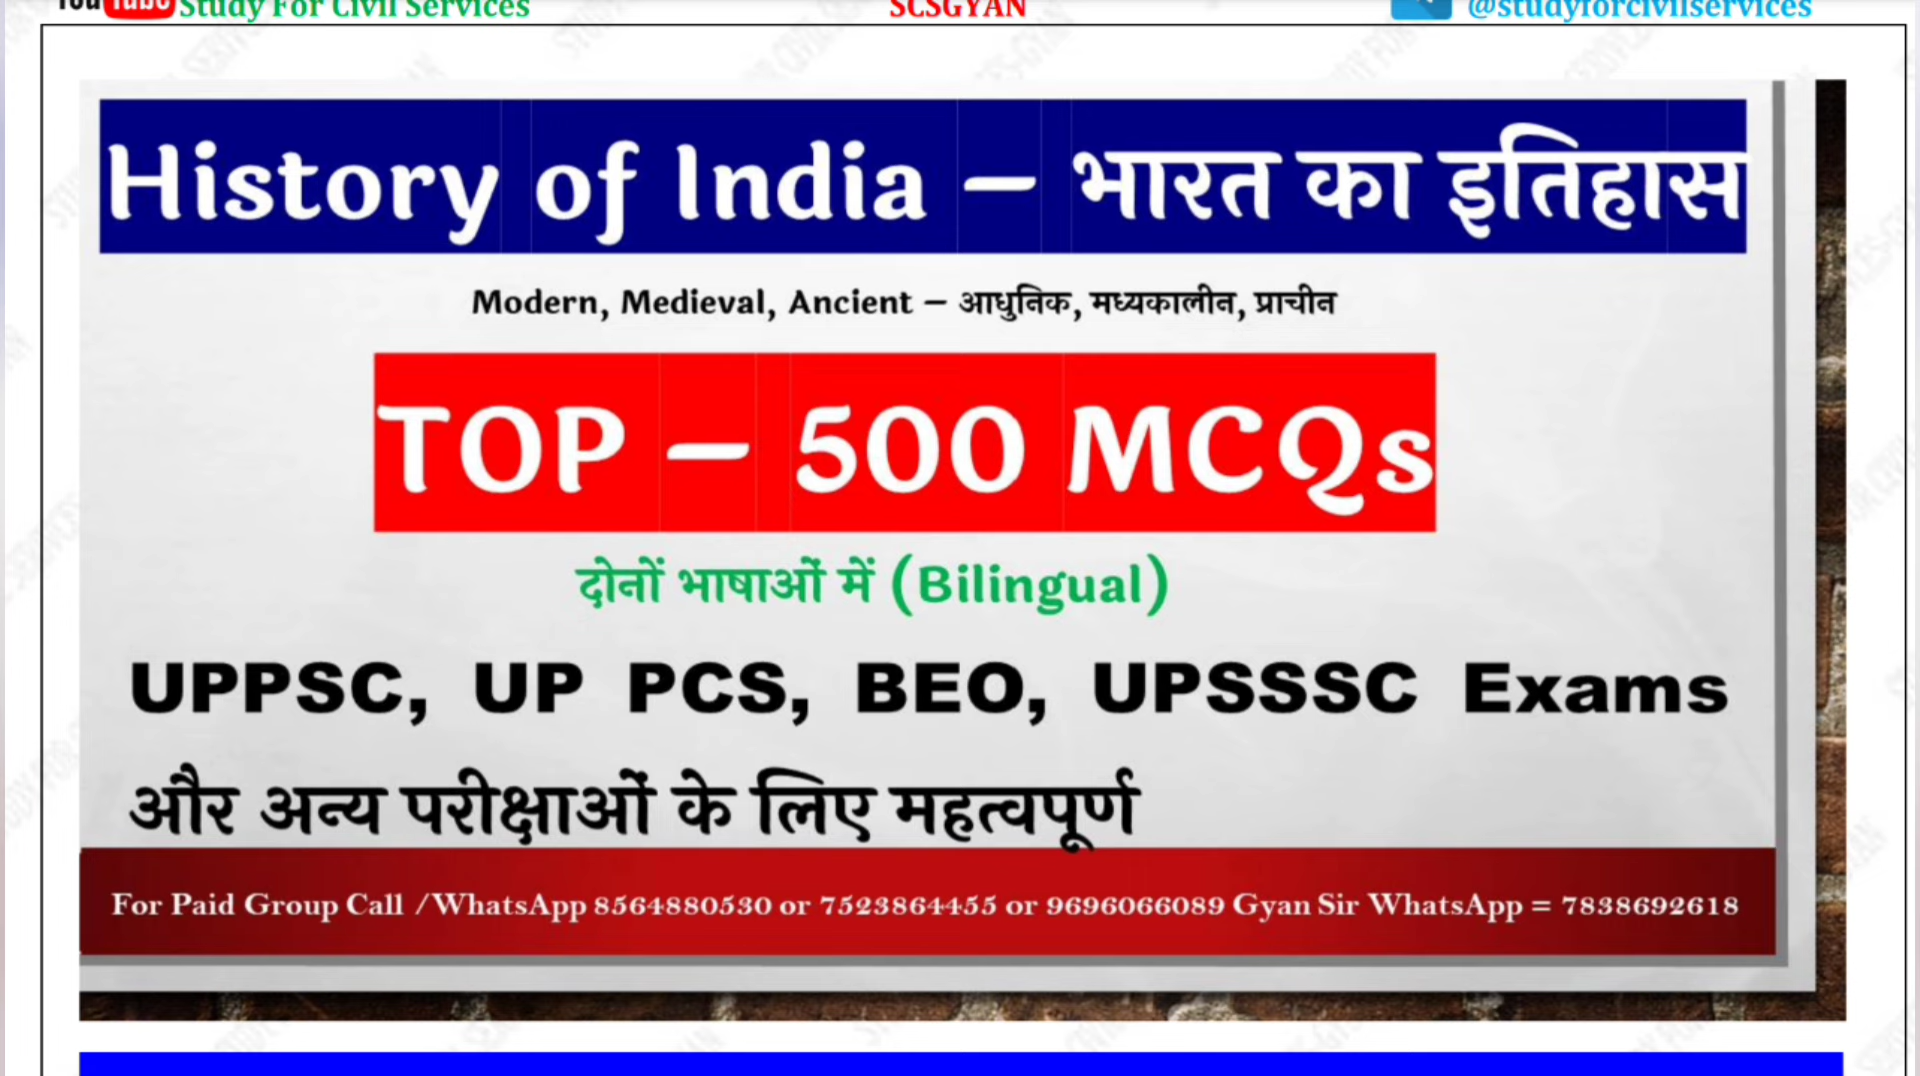 YouTube Study For Civil Services SCSGYAN @studyforcivilservices
History of India – भारत का इतिहास
Modern, Medieval, Ancient – आधुनिक, मध्यकालीन, प्राचीन
TOP – 500 MCQs
दोनों भाषाओं में (Bilingual)
UPPSC, UP PCS, BEO, UPSSSC Exams
और अन्य परीक्षाओं के लिए महत्वपूर्ण
For Paid Group Call /WhatsApp 8564880530 or 7523864455 or 9696066089 Gyan Sir WhatsApp = 7838692618